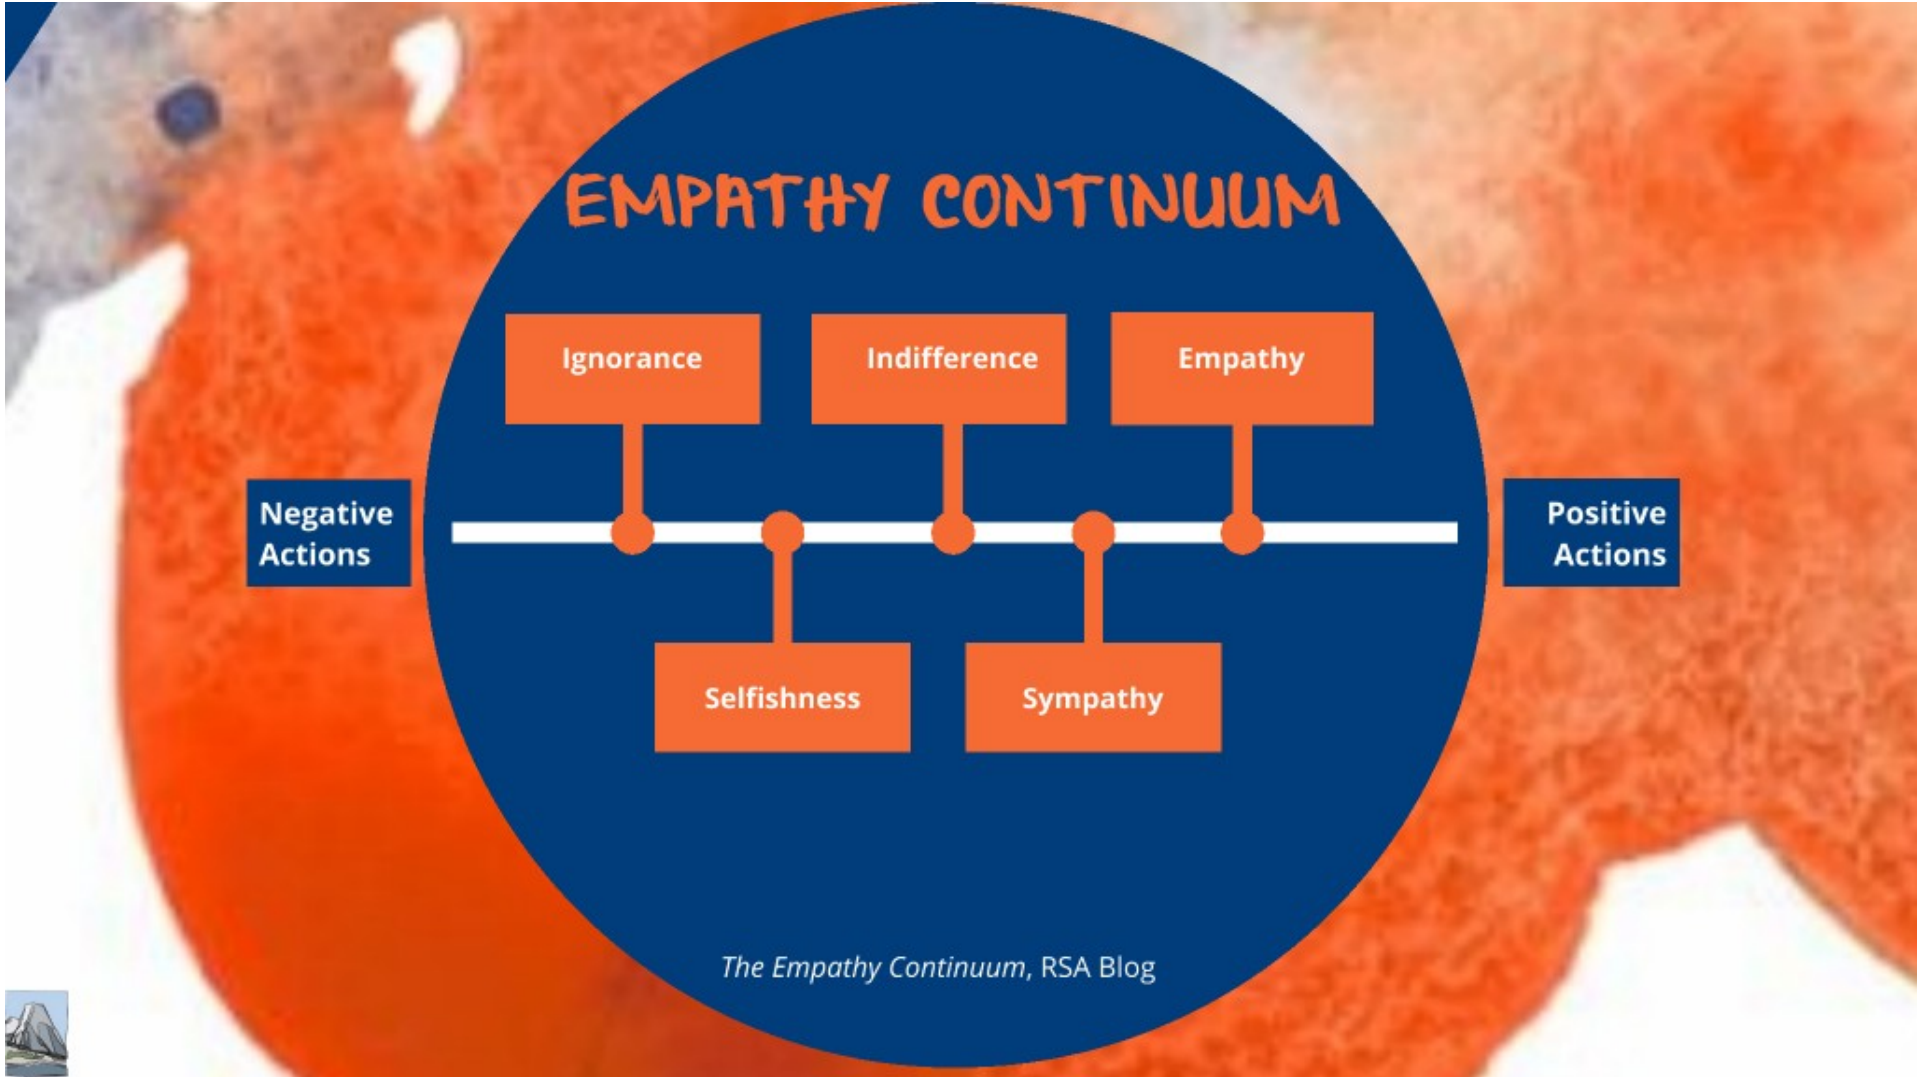 EMPATHY CONTINUUM
Ignorance
Indifference
Empathy
Negative
Actions
Positive
Actions
Selfishness
Sympathy
The Empathy Continuum, RSA Blog